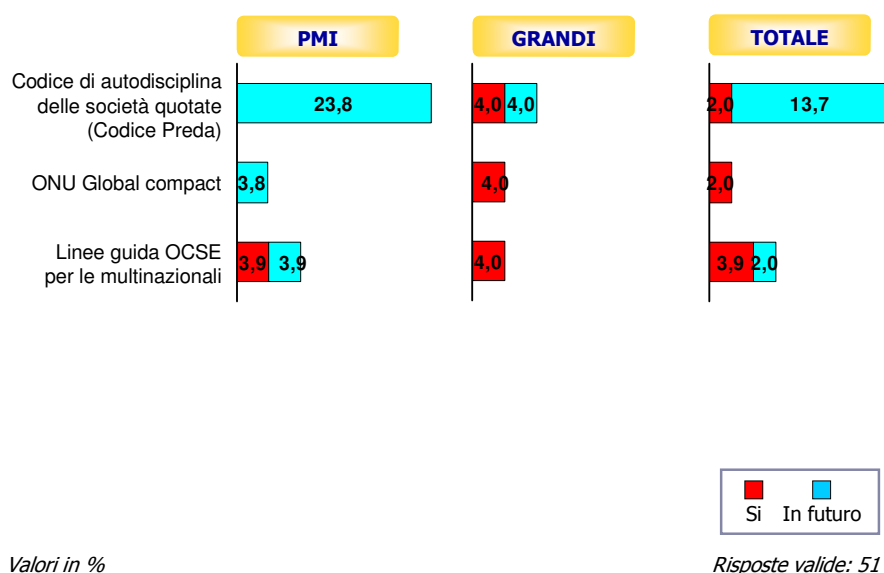 PMI
GRANDI
TOTALE
Codice di autodisciplina
delle società quotate
(Codice Preda)
23,8
4,0 4,0
2,0 13,7
ONU Global compact
3,8
4,0
2,0
Linee guida OCSE
per le multinazionali
3,9 3,9
4,0
3,9 2,0
Si In futuro
Valori in %
Risposte valide: 51